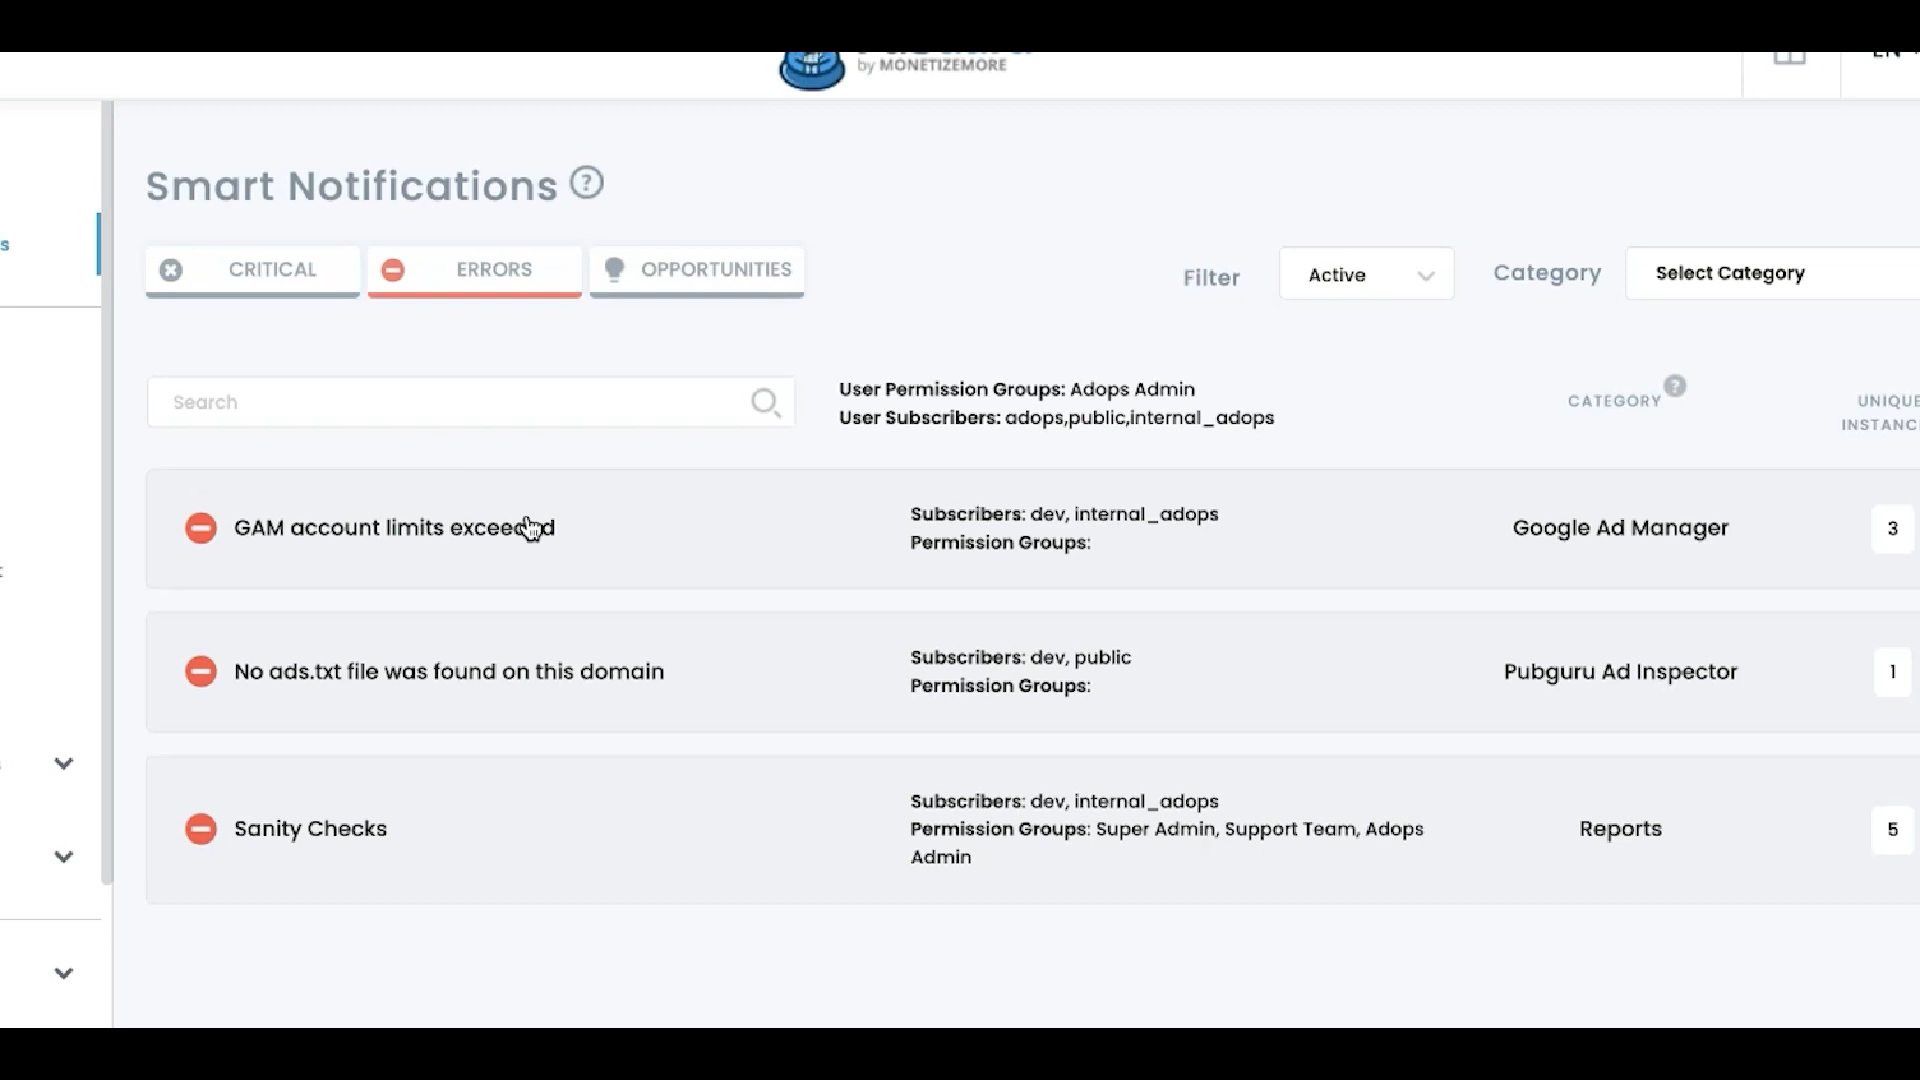 by MONETIZEMORE
EN
s
Smart Notifications ?
CRITICAL
ERRORS
OPPORTUNITIES
Filter
Active
Category
Select Category
Search
User Permission Groups: Adops Admin
User Subscribers: adops,public,internal_adops
CATEGORY ?
UNIQUE
INSTANC
GAM account limits exceeded
Subscribers: dev, internal_adops
Permission Groups:
Google Ad Manager
3
No ads.txt file was found on this domain
Subscribers: dev, public
Permission Groups:
Pubguru Ad Inspector
1
Sanity Checks
Subscribers: dev, internal_adops
Permission Groups: Super Admin, Support Team, Adops
Admin
Reports
5